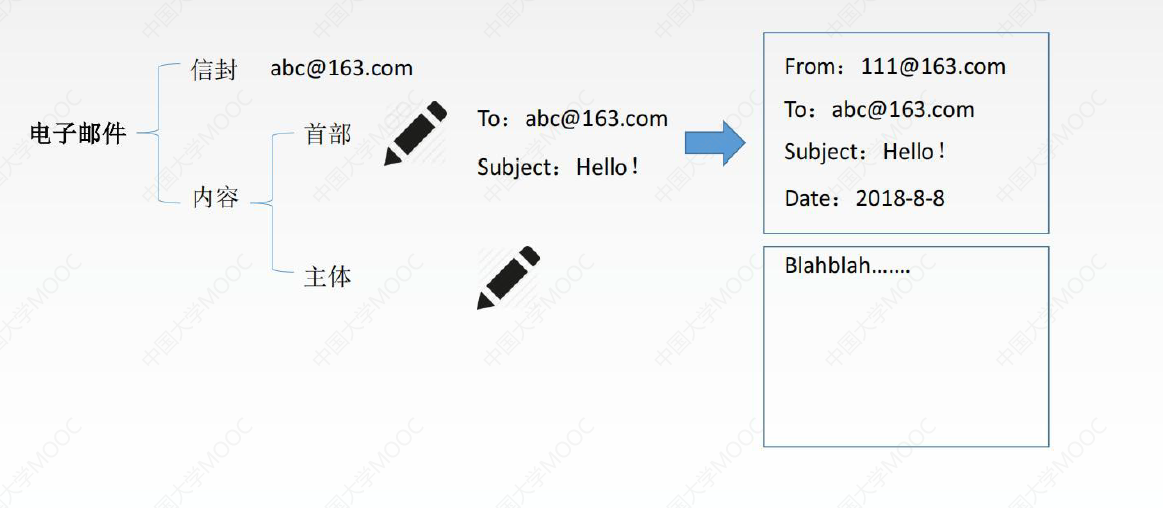 电子邮件
信封 abc@163.com
内容
首部
To：abc@163.com
Subject：Hello！
主体
From：111@163.com
To：abc@163.com
Subject：Hello！
Date：2018-8-8
Blahblah.......
中国大学MOOC